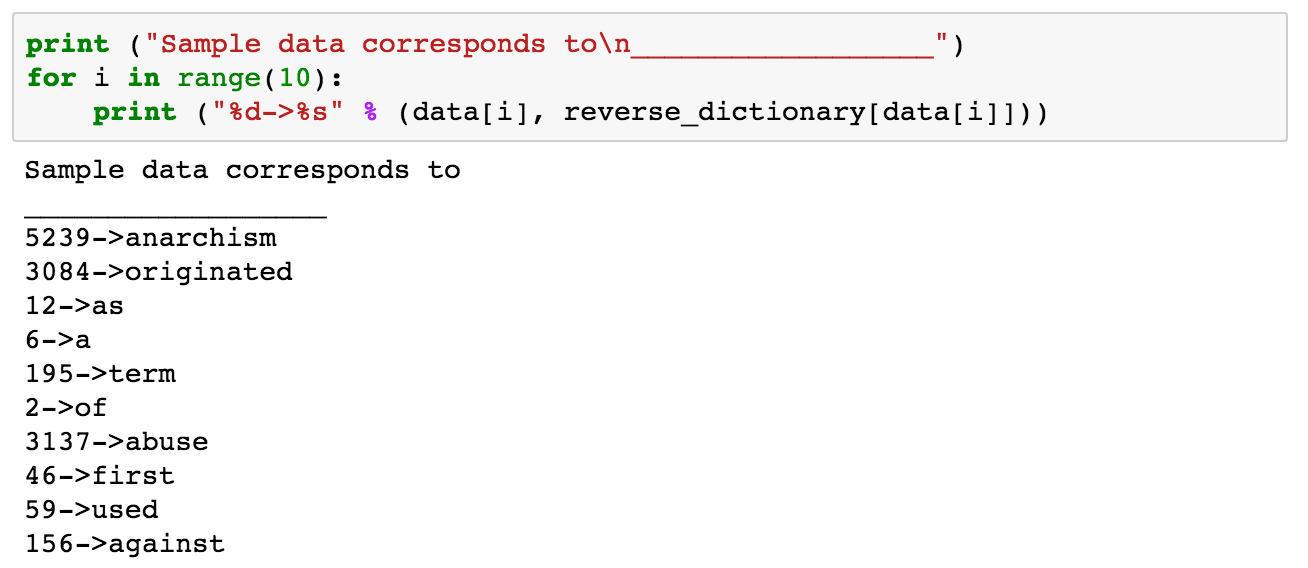 print ("Sample data corresponds to\n__________________")
for i in range(10):
    print ("%d->%s" % (data[i], reverse_dictionary[data[i]]))
Sample data corresponds to
__________________
5239->anarchism
3084->originated
12->as
6->a
195->term
2->of
3137->abuse
46->first
59->used
156->against